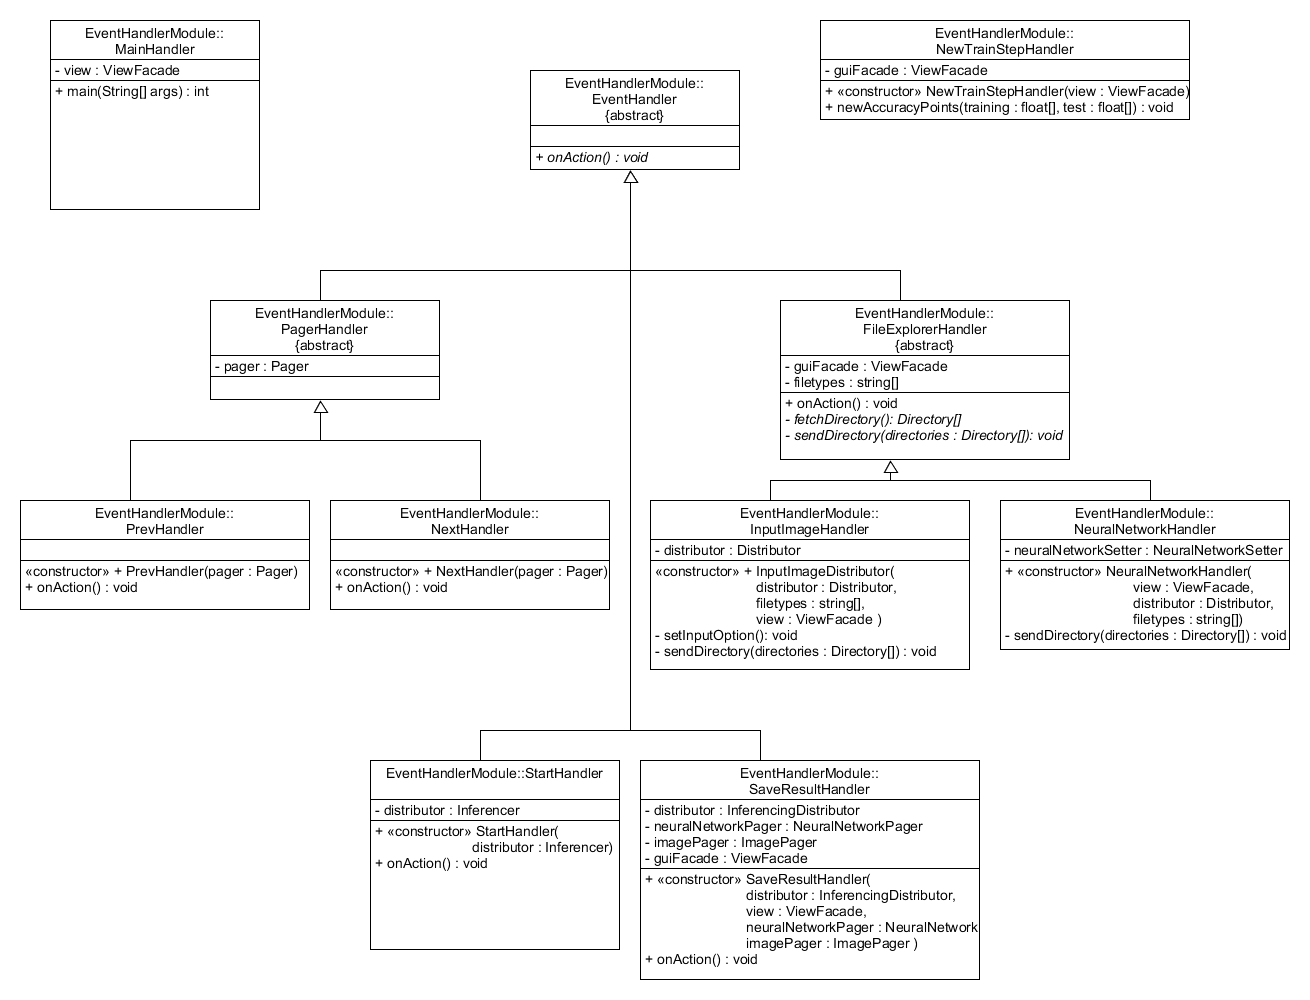 EventHandlerModule::
MainHandler
- view : ViewFacade
+ main(String[] args) : int
EventHandlerModule::
EventHandler
{abstract}
+ onAction() : void
EventHandlerModule::
NewTrainStepHandler
- guiFacade : ViewFacade
+ «constructor» NewTrainStepHandler(view : ViewFacade)
+ newAccuracyPoints(training : float[], test : float[]) : void
EventHandlerModule::
PagerHandler
{abstract}
- pager : Pager
EventHandlerModule::
FileExplorerHandler
{abstract}
- guiFacade : ViewFacade
- filetypes : string[]
+ onAction() : void
- fetchDirectory(): Directory[]
- sendDirectory(directories : Directory[]): void
EventHandlerModule::
PrevHandler
«constructor» + PrevHandler(pager : Pager)
+ onAction() : void
EventHandlerModule::
NextHandler
«constructor» + NextHandler(pager : Pager)
+ onAction() : void
EventHandlerModule::
InputImageHandler
- distributor : Distributor
«constructor» + InputImageDistributor(
distributor : Distributor,
filetypes : string[],
view : ViewFacade )
- setInputOption(): void
- sendDirectory(directories : Directory[]) : void
EventHandlerModule::
NeuralNetworkHandler
- neuralNetworkSetter : NeuralNetworkSetter
+ «constructor» NeuralNetworkHandler(
view : ViewFacade,
distributor : Distributor,
filetypes : string[])
- sendDirectory(directories : Directory[]) : void
EventHandlerModule::StartHandler
- distributor : Inferencer
+ «constructor» StartHandler(
distributor : Inferencer)
+ onAction() : void
EventHandlerModule::
SaveResultHandler
- distributor : InferencingDistributor
- neuralNetworkPager : NeuralNetworkPager
- imagePager : ImagePager
- guiFacade : ViewFacade
+ «constructor» SaveResultHandler(
distributor : InferencingDistributor,
view : ViewFacade,
neuralNetworkPager : NeuralNetwork
imagePager : ImagePager )
+ onAction() : void